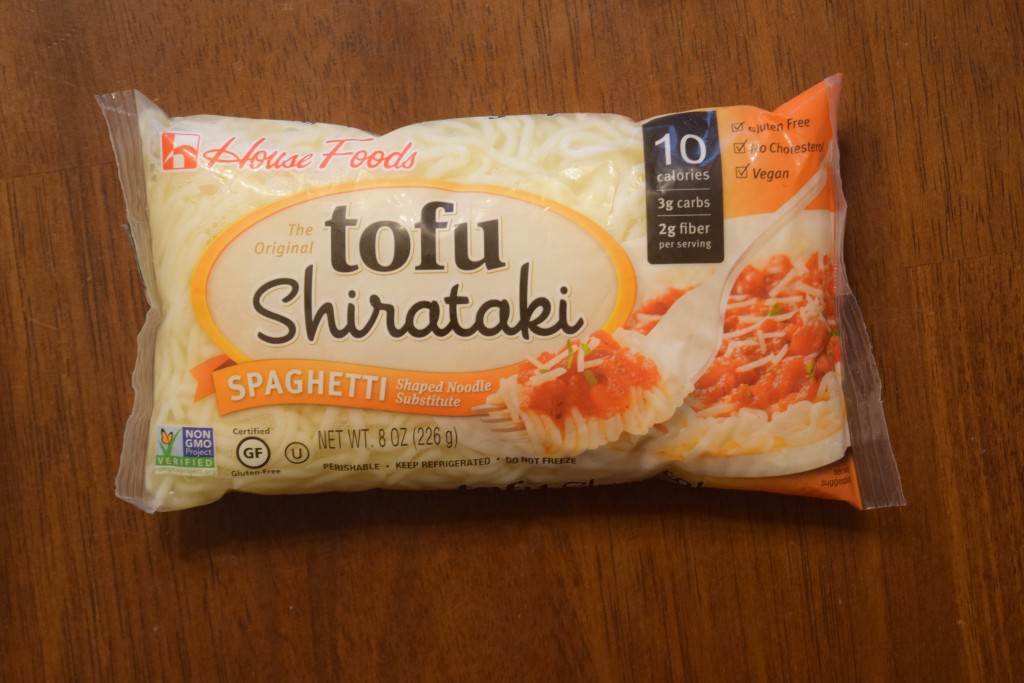 House Foods
The
Original
tofu
Shirataki
SPAGHETTI
Shaped Noodle
Substitute
10
calories
3g carbs
2g fiber
per serving
Gluten Free
No Cholesterol
Vegan
NON
GMO
Project
VERIFIED
Certified
GF
Gluten-Free
U
NET WT. 8 OZ (226 g)
PERISHABLE • KEEP REFRIGERATED • DO NOT FREEZE